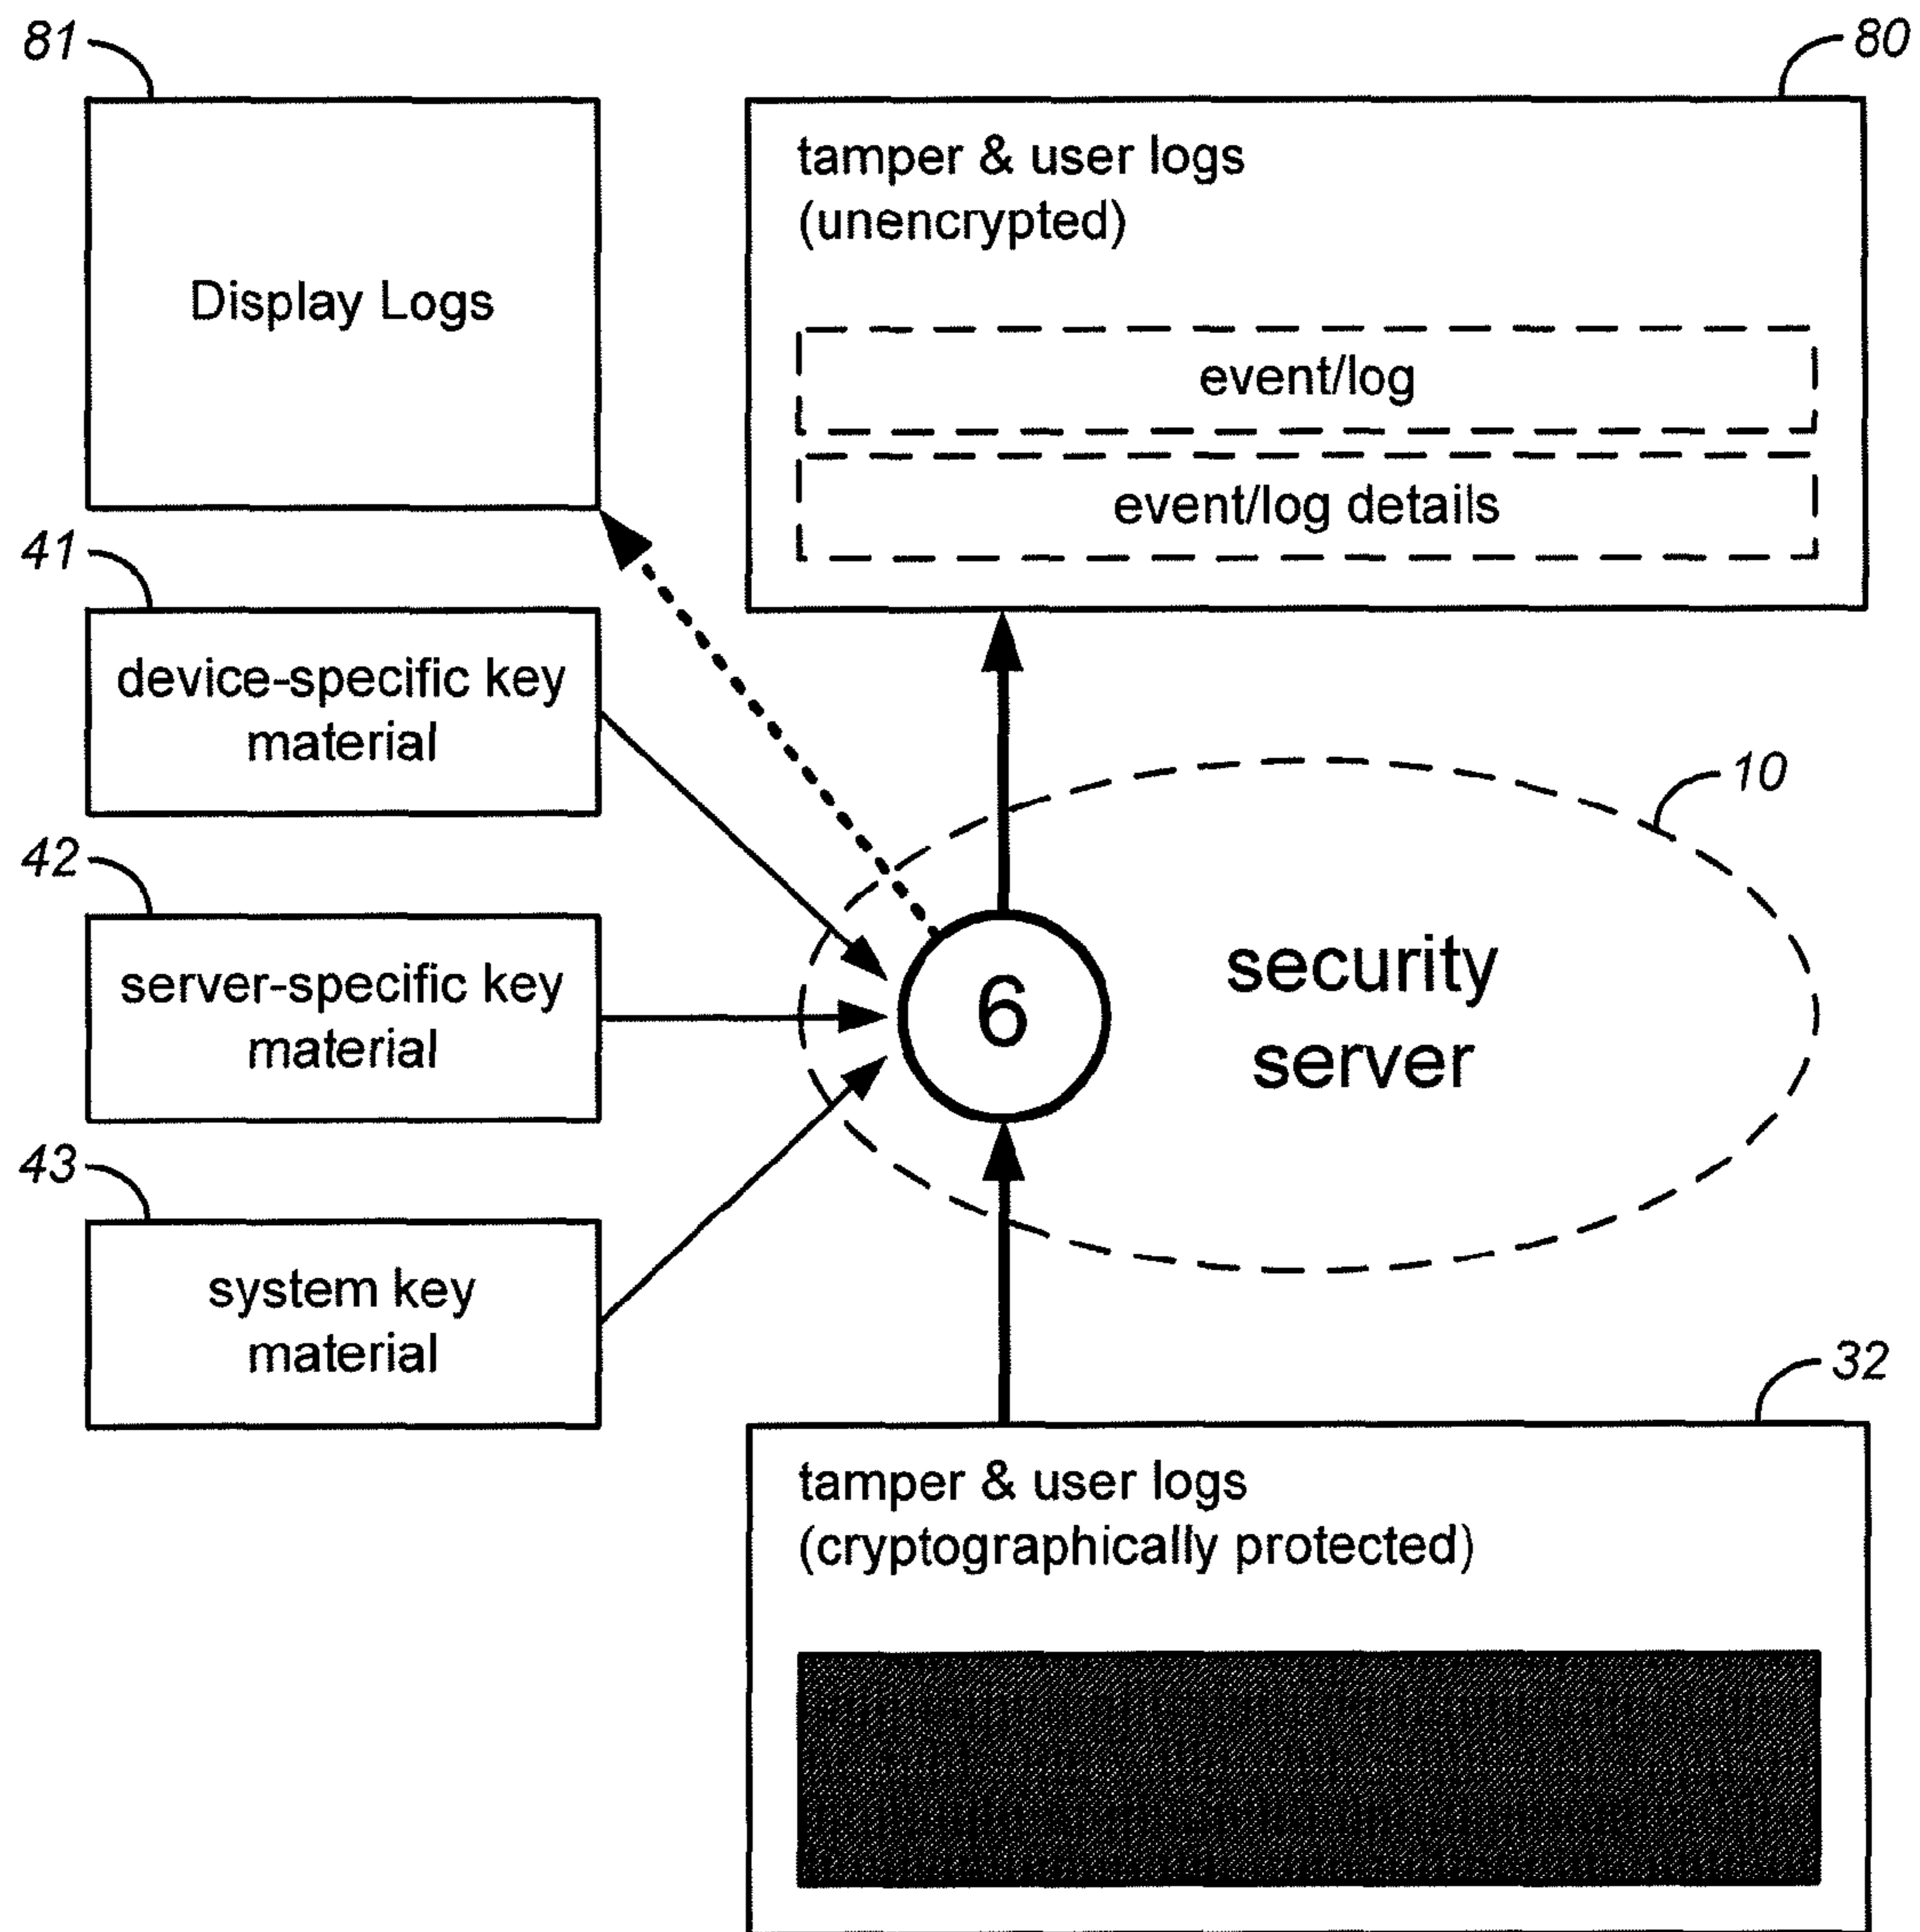 81
80
Display Logs
tamper & user logs
(unencrypted)
event/log
event/log details
41
device-specific key
material
10
42
server-specific key
material
6
security
server
43
system key
material
32
tamper & user logs
(cryptographically protected)